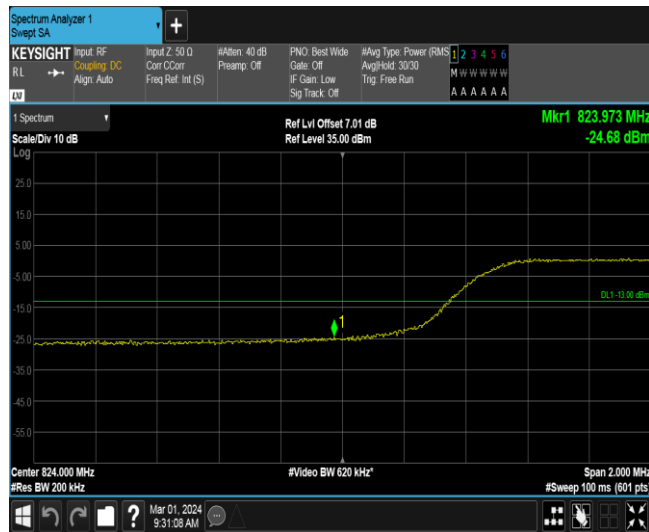 Spectrum Analyzer 1
Swept SA
+
KEYSIGHT
RL
LXI
Input: RF
Coupling: DC
Align: Auto
Input Z: 50 Ω
Corr CCorr
Freq Ref: Int (S)
#Atten: 40 dB
Preamp: Off
PNO: Best Wide
Gate: Off
IF Gain: Low
Sig Track: Off
#Avg Type: Power (RMS
Avg|Hold: 30/30
Trig: Free Run
1 2 3 4 5 6
M W W W W W
A A A A A A
1 Spectrum
Scale/Div 10 dB
Ref Lvl Offset 7.01 dB
Ref Level 35.00 dBm
Mkr1 823.973 MHz
-24.68 dBm
Log
25.0
15.0
5.00
-5.00
DL1 -13.00 dBm
-15.0
1
-25.0
-35.0
-45.0
-55.0
Center 824.000 MHz
#Res BW 200 kHz
#Video BW 620 kHz*
Span 2.000 MHz
#Sweep 100 ms (601 pts)
?
Mar 01, 2024
9:31:08 AM